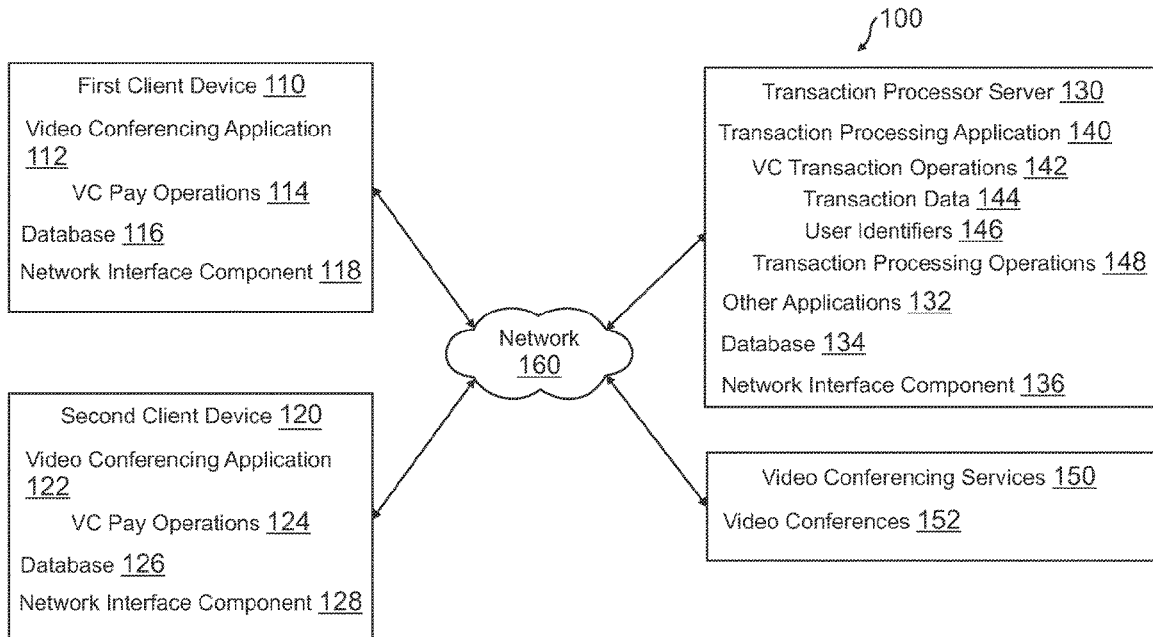 100
First Client Device 110
Video Conferencing Application
112
VC Pay Operations 114
Database 116
Network Interface Component 118
Second Client Device 120
Video Conferencing Application
122
VC Pay Operations 124
Database 126
Network Interface Component 128
Network
160
Transaction Processor Server 130
Transaction Processing Application 140
VC Transaction Operations 142
Transaction Data 144
User Identifiers 146
Transaction Processing Operations 148
Other Applications 132
Database 134
Network Interface Component 136
Video Conferencing Services 150
Video Conferences 152